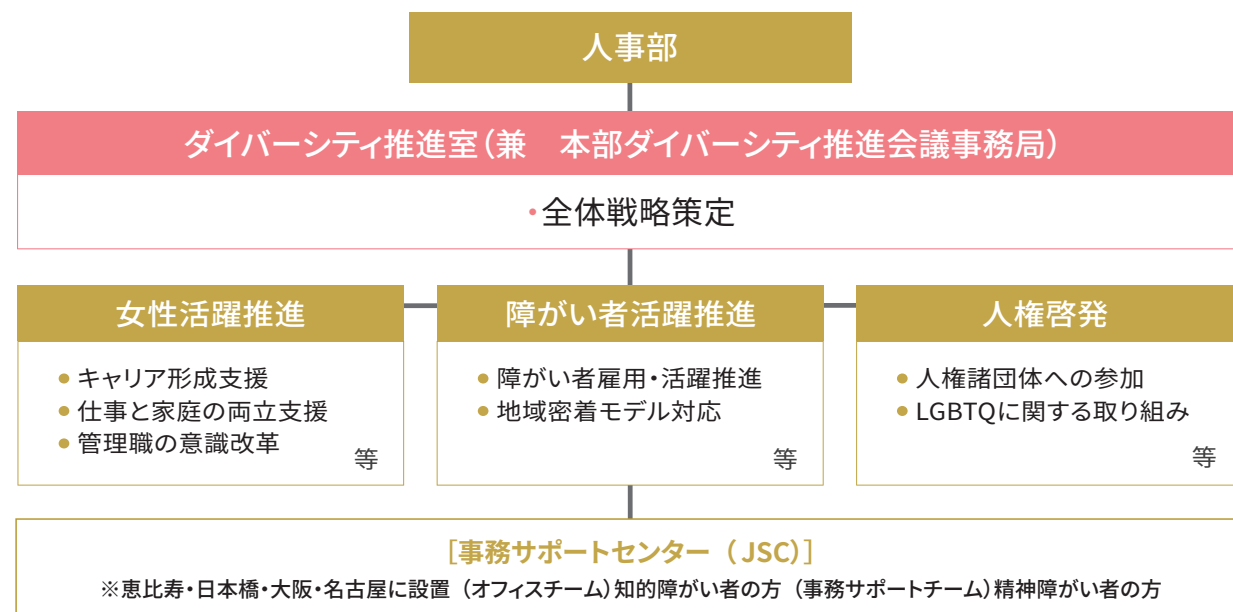 人事部
ダイバーシティ推進室（兼　本部ダイバーシティ推進会議事務局）
・全体戦略策定
女性活躍推進
• キャリア形成支援
• 仕事と家庭の両立支援
• 管理職の意識改革
等
障がい者活躍推進
• 障がい者雇用・活躍推進
• 地域密着モデル対応
等
人権啓発
• 人権諸団体への参加
• LGBTQに関する取り組み
等
［事務サポートセンター（JSC）］
※恵比寿・日本橋・大阪・名古屋に設置（オフィスチーム）知的障がい者の方（事務サポートチーム）精神障がい者の方